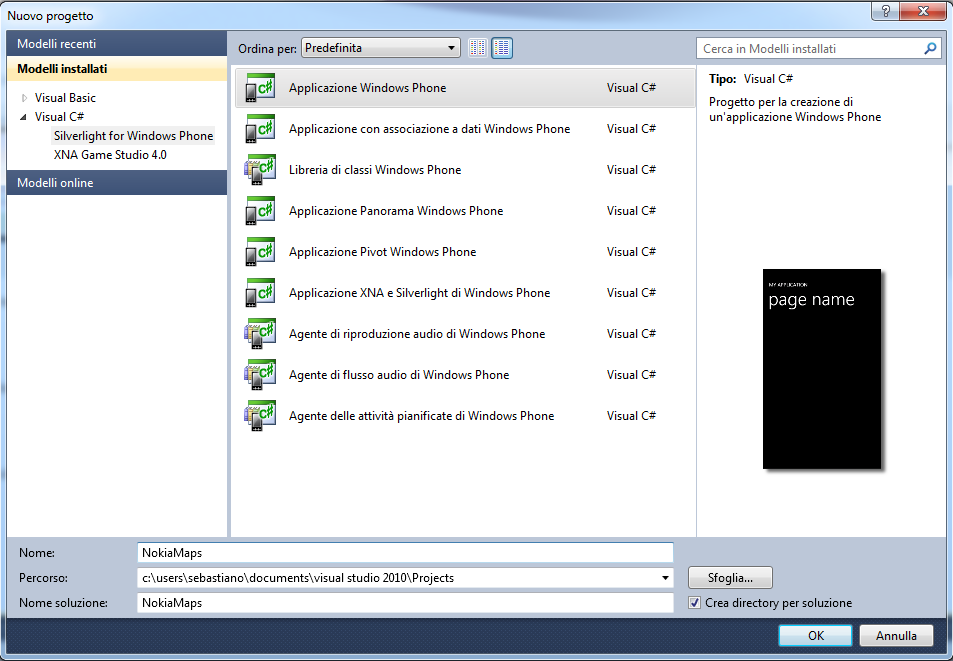 Nuovo progetto
?
Modelli recenti
Modelli installati
Visual Basic
Visual C#
Silverlight for Windows Phone
XNA Game Studio 4.0
Modelli online
Ordina per: Predefinita
Applicazione Windows Phone Visual C#
Applicazione con associazione a dati Windows Phone Visual C#
Libreria di classi Windows Phone Visual C#
Applicazione Panorama Windows Phone Visual C#
Applicazione Pivot Windows Phone Visual C#
Applicazione XNA e Silverlight di Windows Phone Visual C#
Agente di riproduzione audio di Windows Phone Visual C#
Agente di flusso audio di Windows Phone Visual C#
Agente delle attività pianificate di Windows Phone Visual C#
Cerca in Modelli installati
Tipo: Visual C#
Progetto per la creazione di
un'applicazione Windows Phone
MY APPLICATION
page name
Nome: NokiaMaps
Percorso: c:\users\sebastiano\documents\visual studio 2010\Projects
Sfoglia...
Nome soluzione: NokiaMaps
Crea directory per soluzione
OK
Annulla